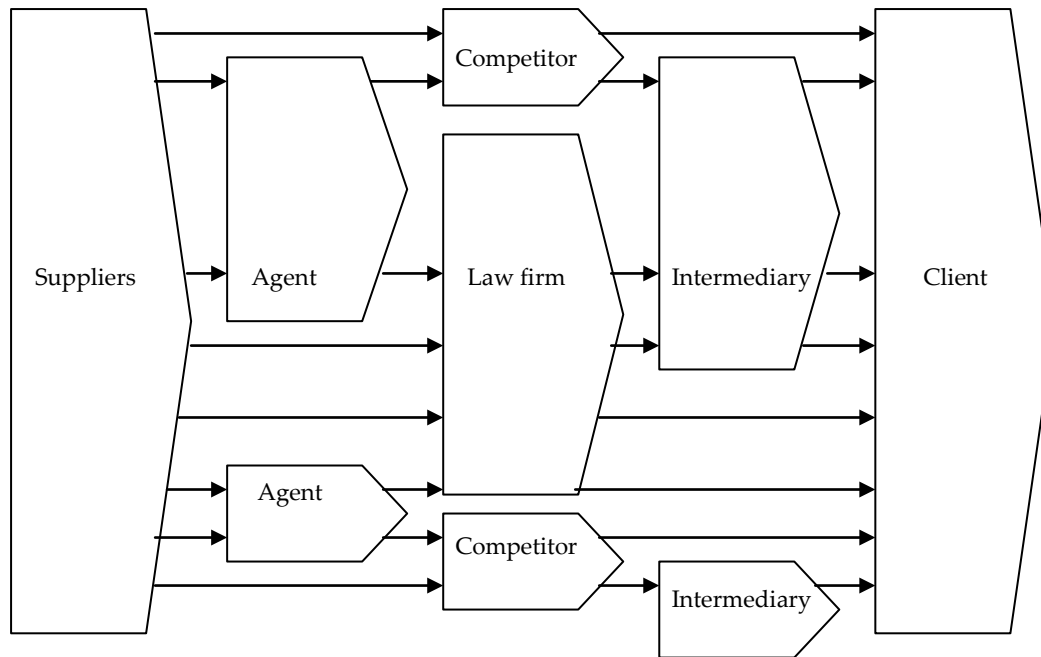 Competitor
Suppliers
Agent
Law firm
Intermediary
Client
Agent
Competitor
Intermediary